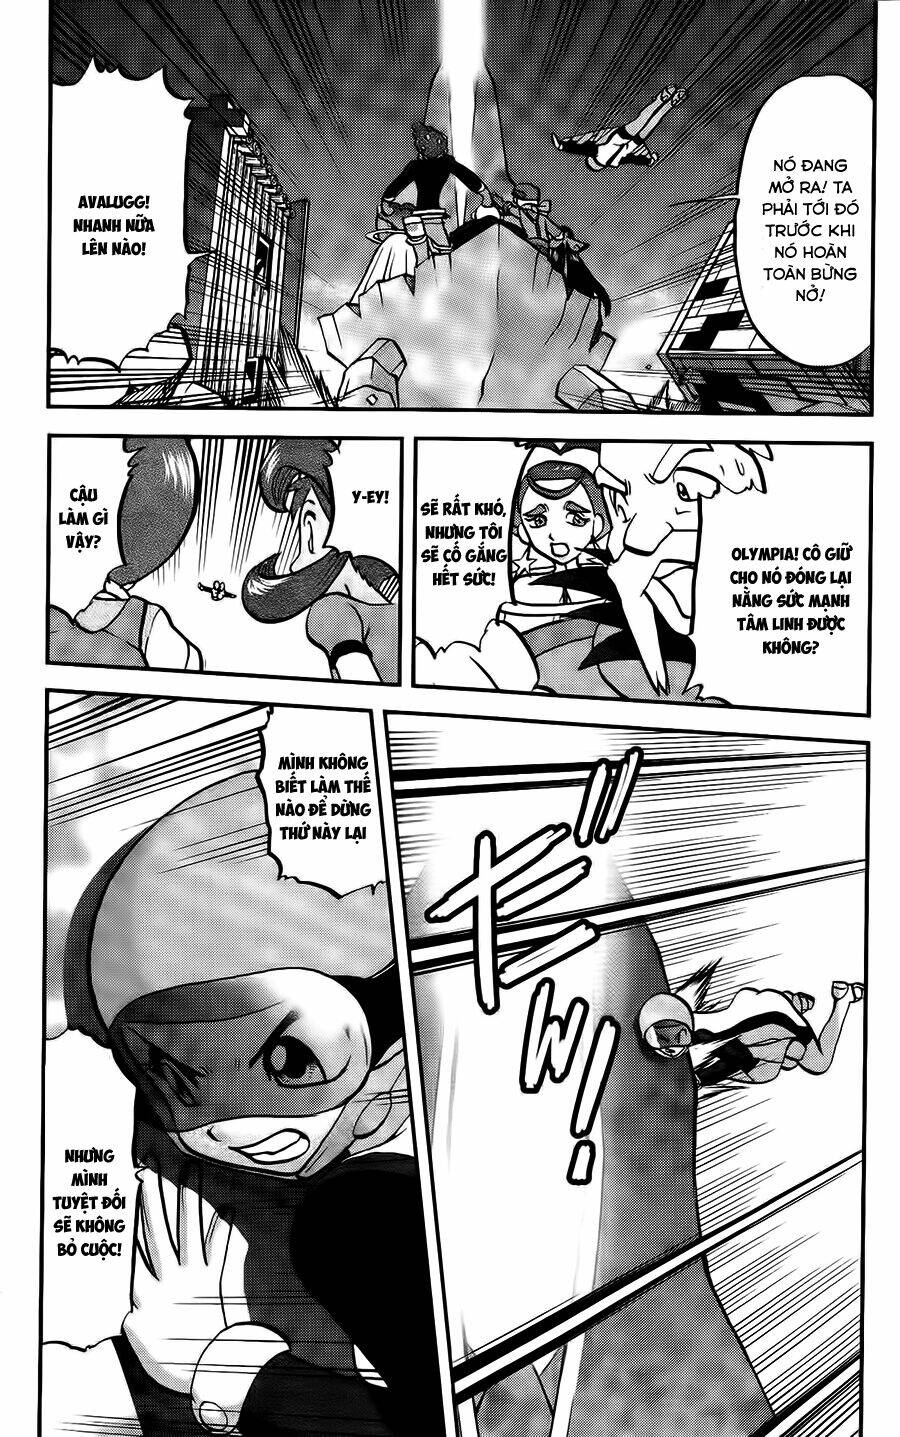 NÓ ĐANG
MỞ RA! TA
PHẢI TỚI ĐÓ
TRƯỚC KHI
NÓ HOÀN
TOÀN BỪNG
NỞ!
AVALUGG!
NHANH NỮA
LÊN NÀO!
OLYMPIA! CÔ GIỮ
CHO NÓ ĐÓNG LẠI
NẰNG SỨC MẠNH
TÂM LINH ĐƯỢC
KHÔNG?
SẼ RẤT KHÓ,
NHƯNG TÔI
SẼ CỐ GẮNG
HẾT SỨC!
Y-EY!
CẬU
LÀM GÌ
VẬY?
ギュン!
MÌNH KHÔNG
BIẾT LÀM THẾ
NÀO ĐỂ DỪNG
THỨ NÀY LẠI
NHƯNG
MÌNH
TUYỆT ĐỐI
SẼ KHÔNG
BỎ CUỘC!